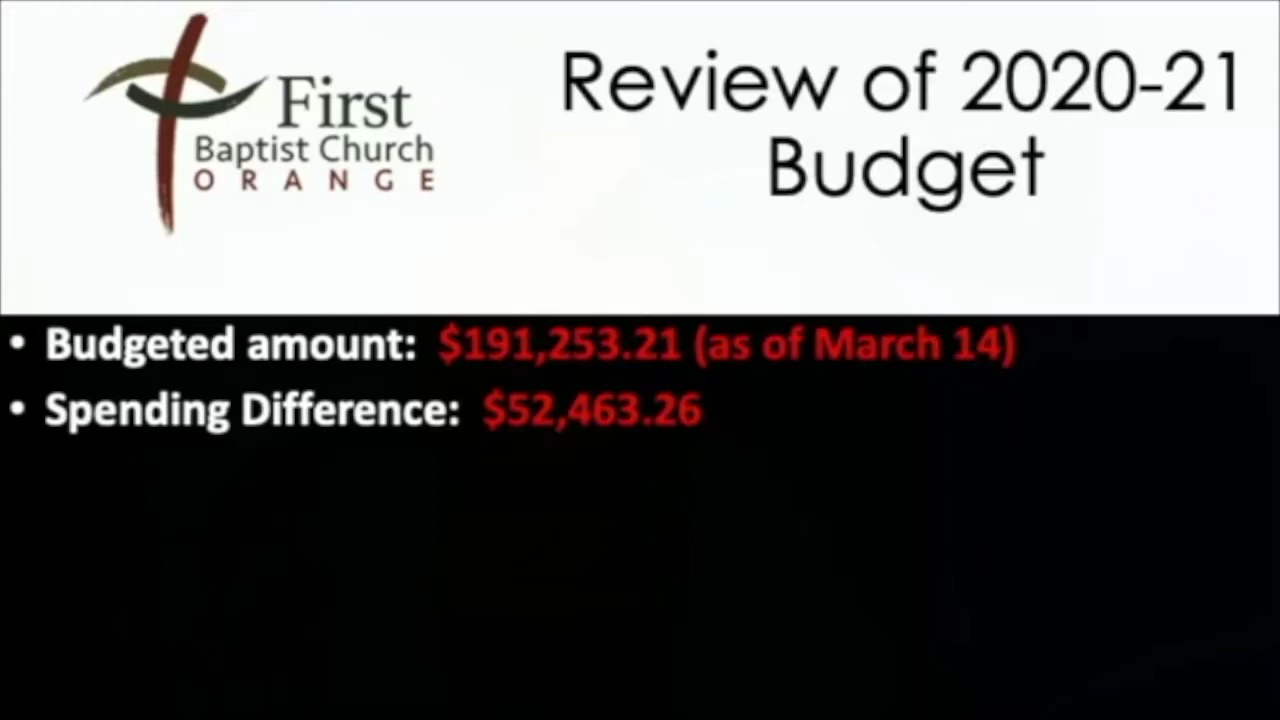 First
Baptist Church
ORANGE
Review of 2020-21
Budget
• Budgeted amount: $191,253.21 (as of March 14)
• Spending Difference: $52,463.26